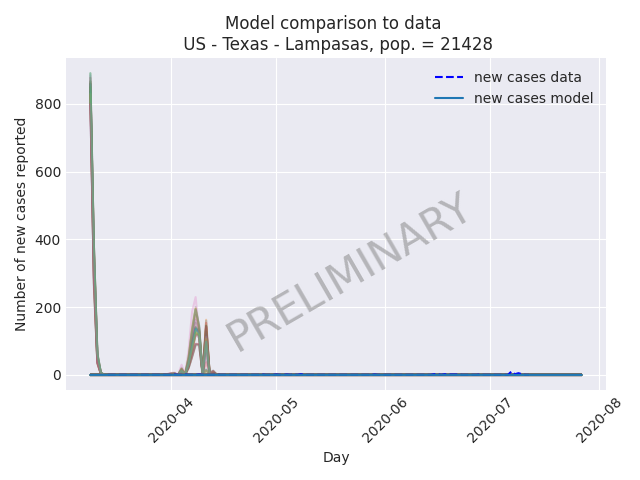 Model comparison to data
US - Texas - Lampasas, pop. = 21428
new cases data
new cases model
Number of new cases reported
800
600
400
200
0
PRELIMINARY
2020-04
2020-05
2020-06
2020-07
2020-08
Day